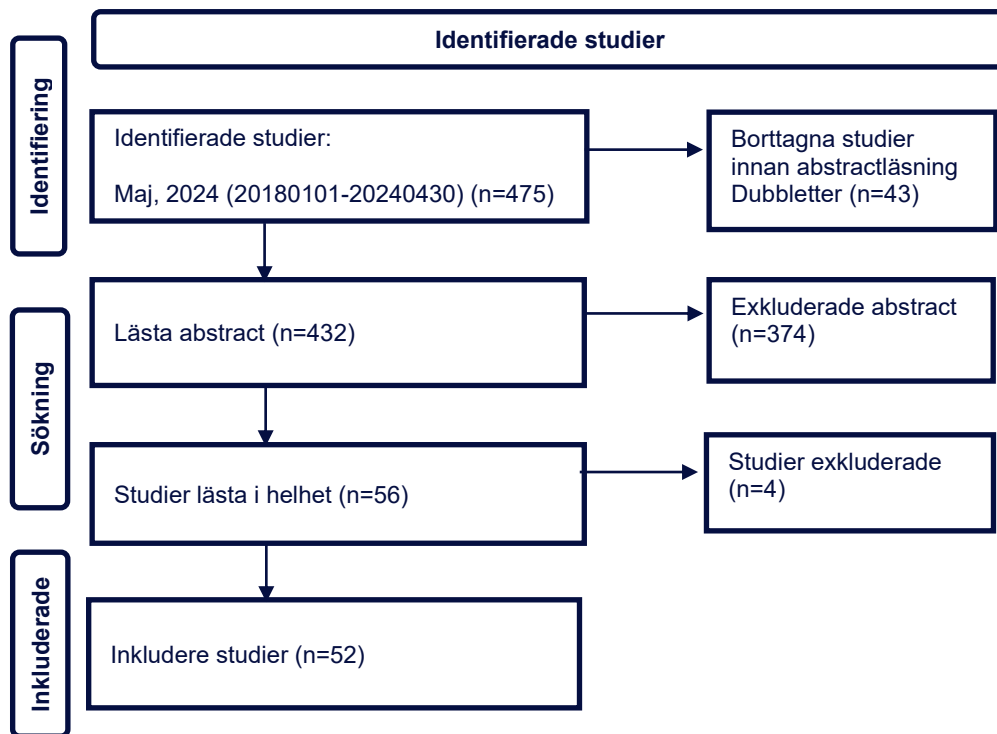 Identifierade studier
Identifiering
Identifierade studier:
Maj, 2024 (20180101-20240430) (n=475)
Borttagna studier
innan abstractläsning
Dubbletter (n=43)
Sökning
Lästa abstract (n=432)
Exkluderade abstract
(n=374)
Studier lästa i helhet (n=56)
Studier exkluderade
(n=4)
Inkluderade
Inkludere studier (n=52)